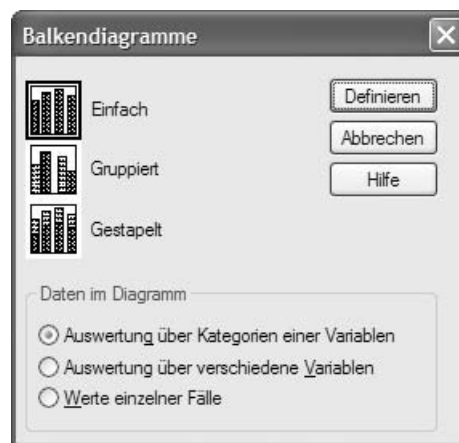 Balkendiagramme
Einfach
Gruppiert
Gestapelt
Definieren
Abbrechen
Hilfe
Daten im Diagramm
Auswertung über Kategorien einer Variablen
Auswertung über verschiedene Variablen
Werte einzelner Fälle